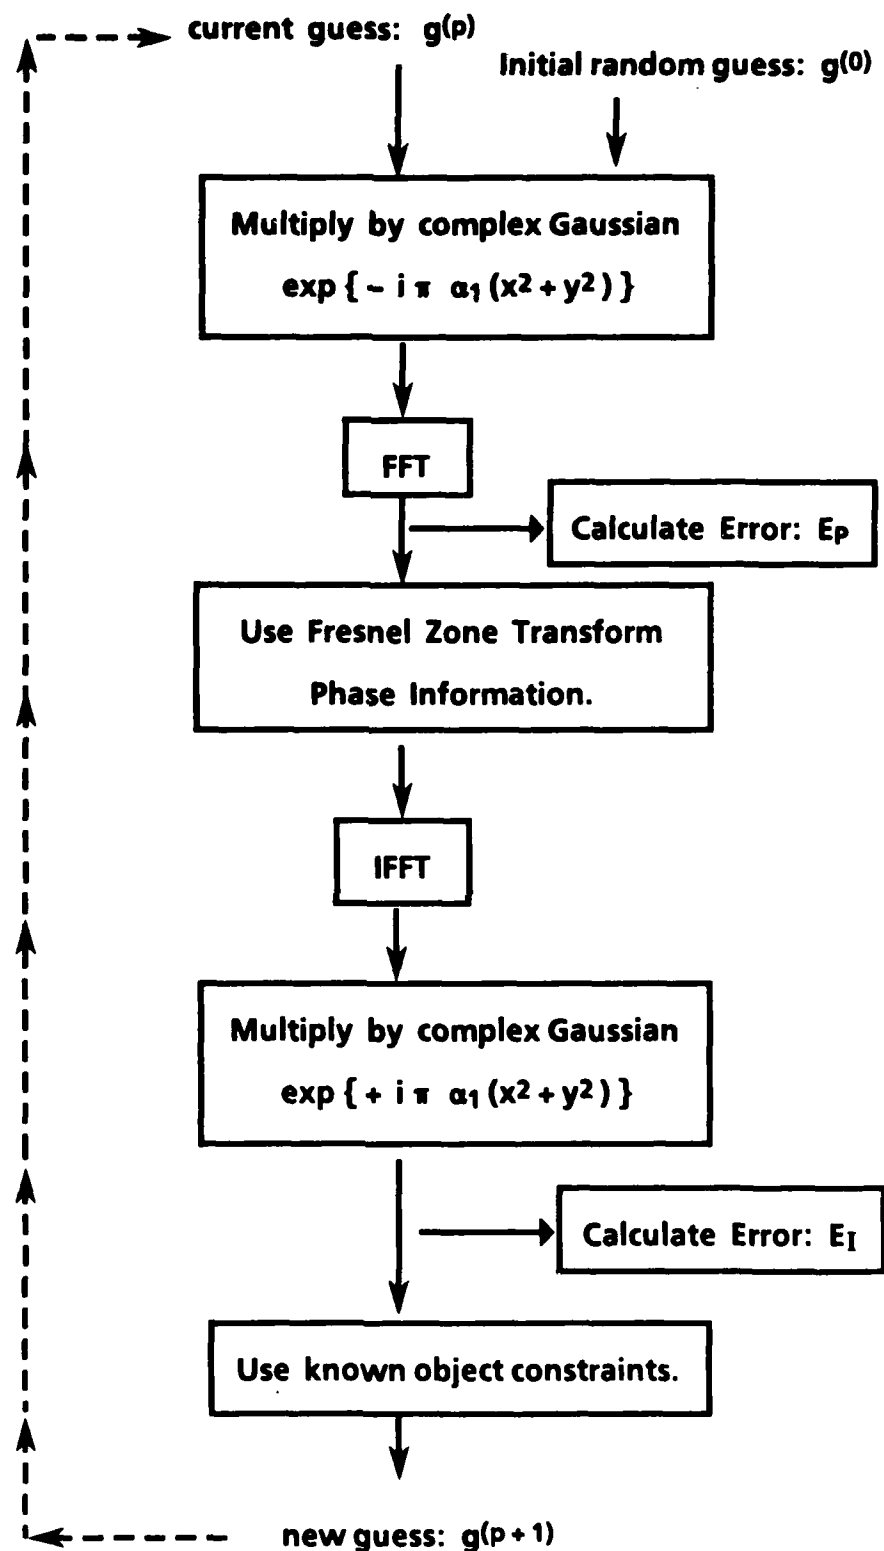 current guess: g(p)
Initial random guess: g(0)
Multiply by complex Gaussian
exp { - i π α1 (x2 + y2) }
FFT
Calculate Error: EP
Use Fresnel Zone Transform
Phase Information.
IFFT
Multiply by complex Gaussian
exp { + i π α1 (x2 + y2) }
Calculate Error: EI
Use known object constraints.
new guess: g(p + 1)